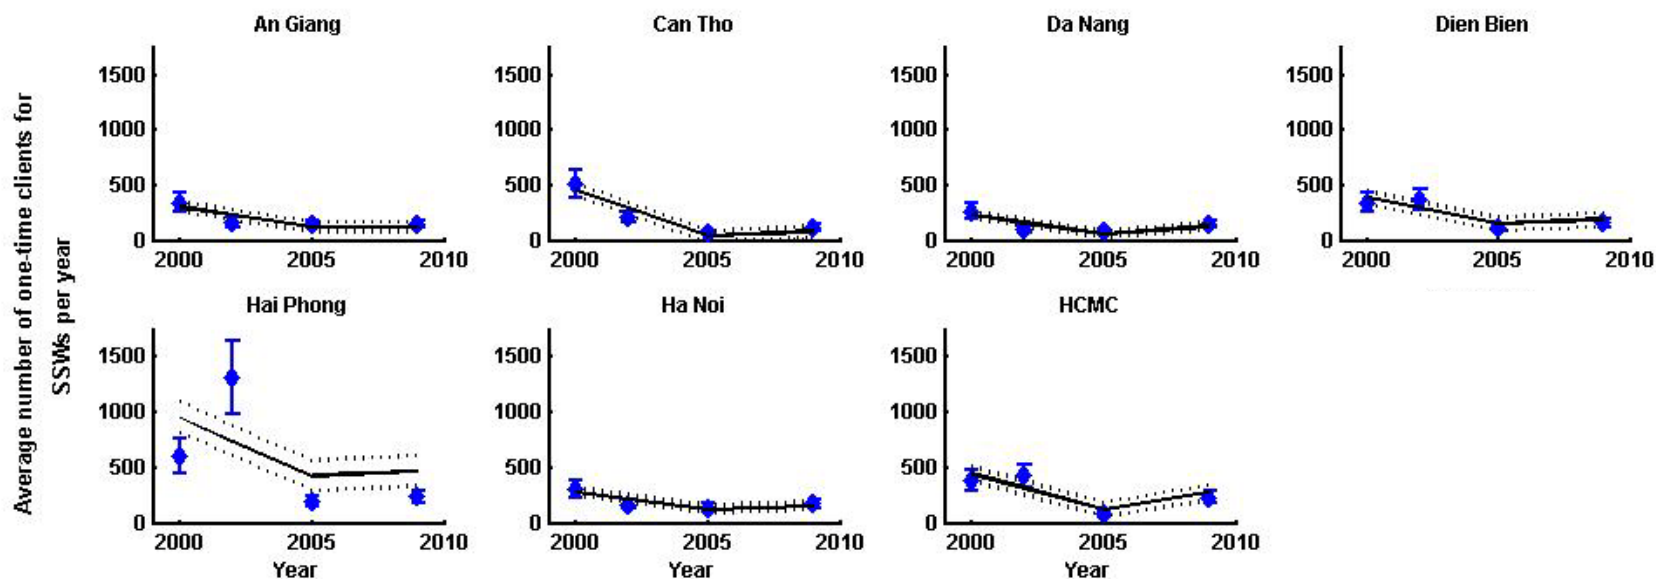 An Giang
Can Tho
Da Nang
Dien Bien
Average number of one-time clients for
SSWs per year
1500
1000
500
0
2000 2005 2010
1500
1000
500
0
2000 2005 2010
1500
1000
500
0
2000 2005 2010
1500
1000
500
0
2000 2005 2010
Hai Phong
Ha Noi
HCMC
1500
1000
500
0
2000 2005 2010
Year
1500
1000
500
0
2000 2005 2010
Year
1500
1000
500
0
2000 2005 2010
Year